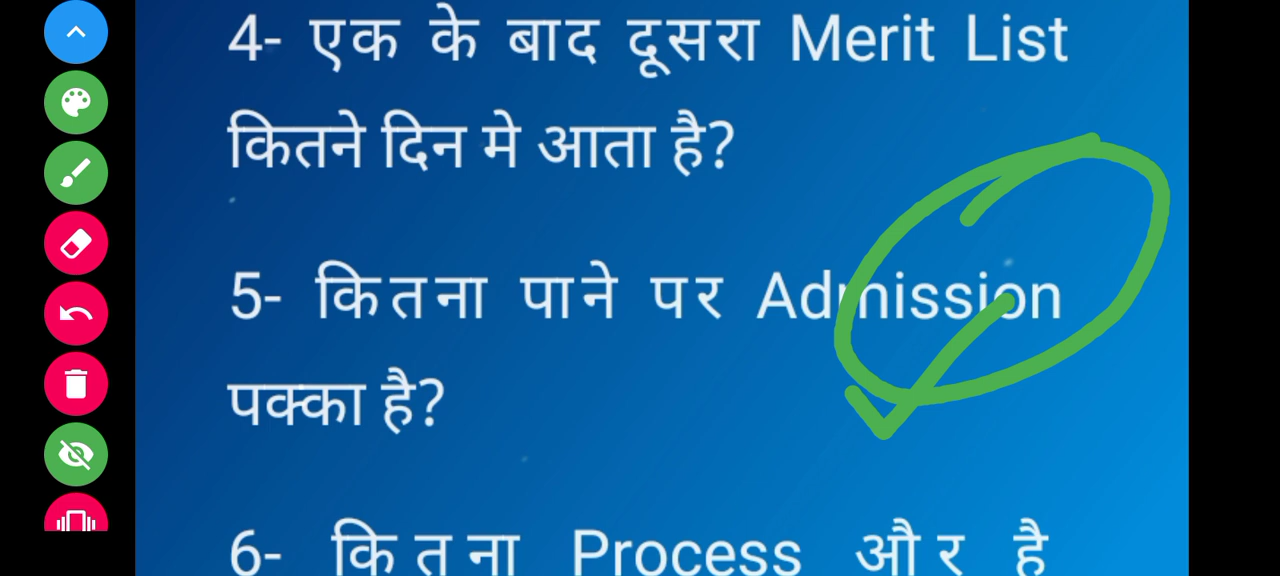 4- एक के बाद दूसरा Merit List
कितने दिन मे आता है?
5- कितना पाने पर Admission
पक्का है?
6- कितना Process और है